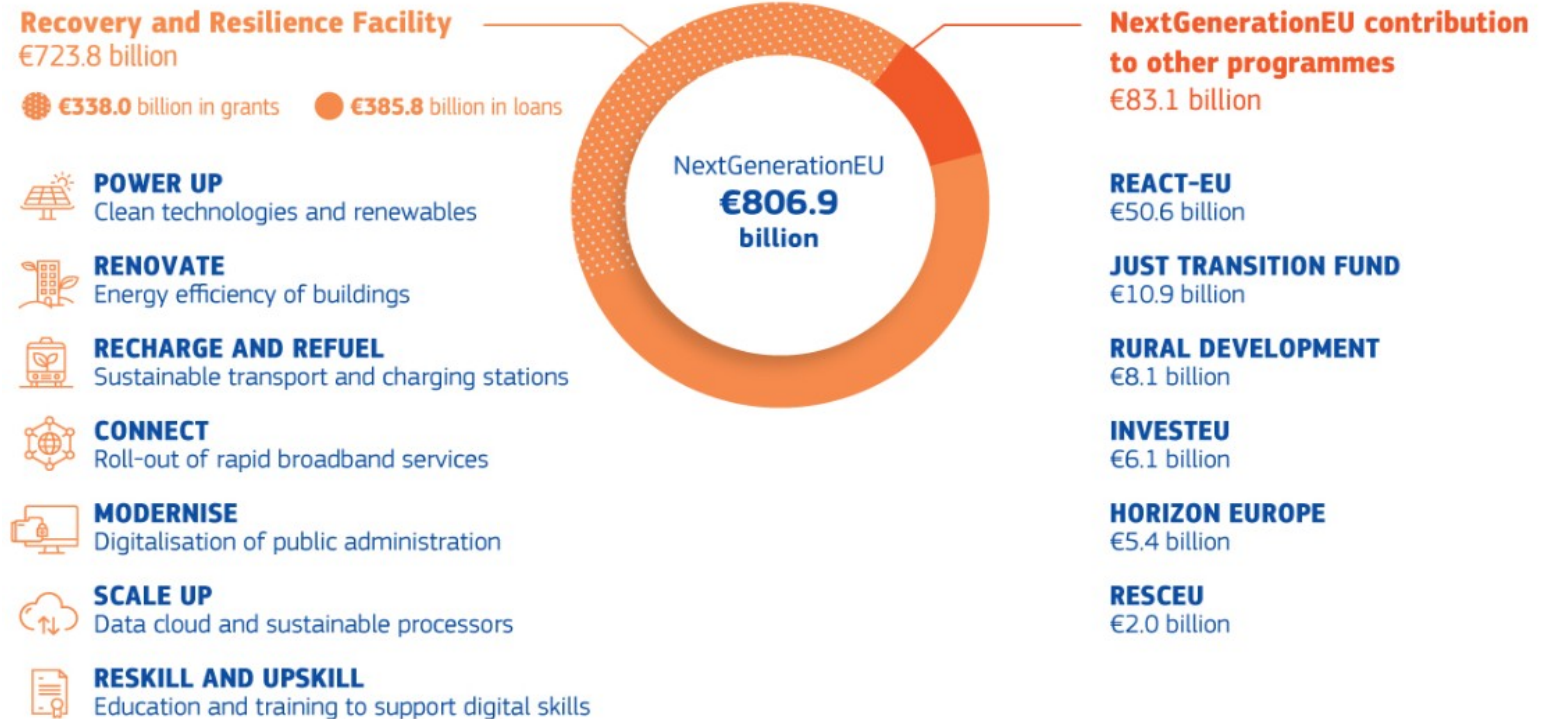 Recovery and Resilience Facility
€723.8 billion
€338.0 billion in grants
€385.8 billion in loans
POWER UP
Clean technologies and renewables
RENOVATE
Energy efficiency of buildings
RECHARGE AND REFUEL
Sustainable transport and charging stations
CONNECT
Roll-out of rapid broadband services
MODERNISE
Digitalisation of public administration
SCALE UP
Data cloud and sustainable processors
RESKILL AND UPSKILL
Education and training to support digital skills
NextGenerationEU
€806.9
billion
NextGenerationEU contribution
to other programmes
€83.1 billion
REACT-EU
€50.6 billion
JUST TRANSITION FUND
€10.9 billion
RURAL DEVELOPMENT
€8.1 billion
INVESTEU
€6.1 billion
HORIZON EUROPE
€5.4 billion
RESCEU
€2.0 billion